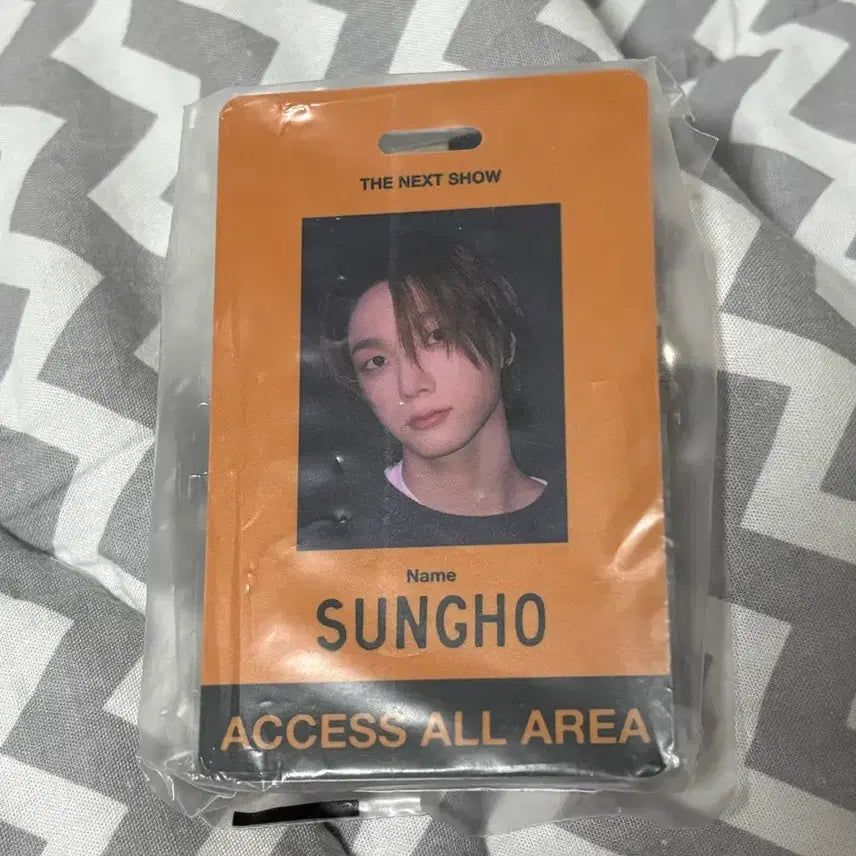 THE NEXT SHOW
Name
SUNGHO
ACCESS ALL AREA